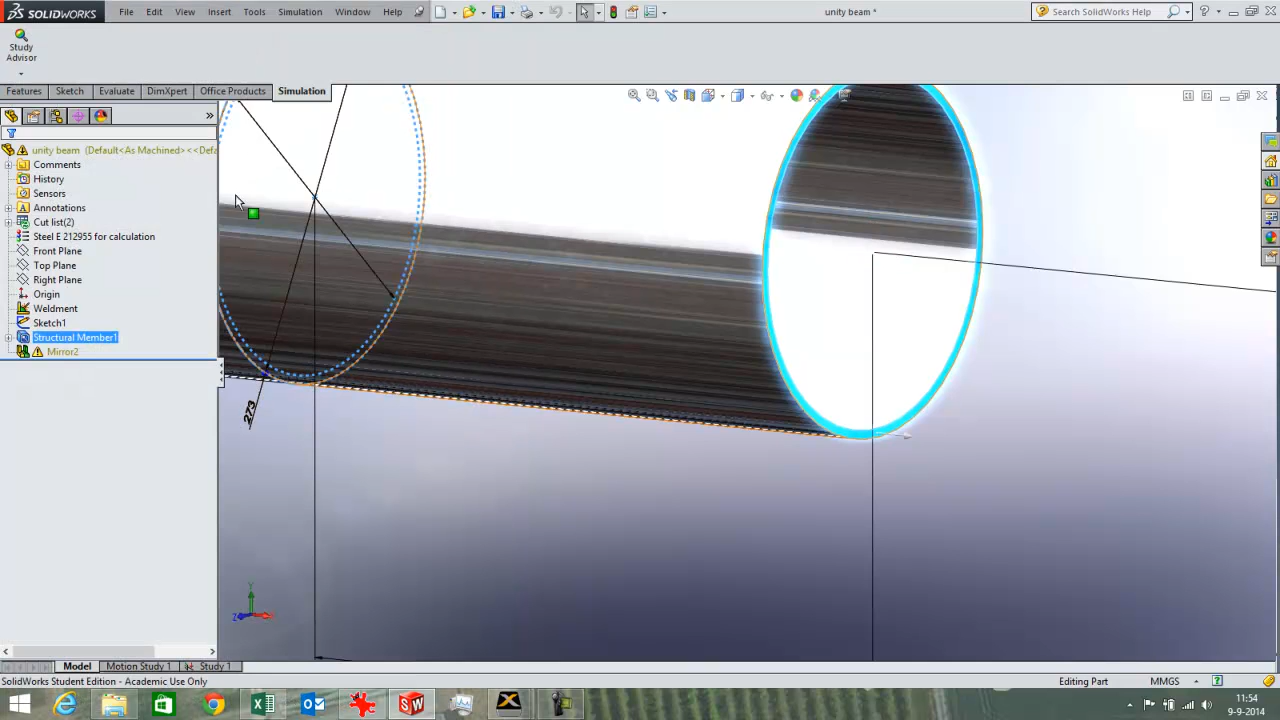 SOLIDWORKS File Edit View Insert Tools Simulation Window Help unity beam * Search SolidWorks Help
Study
Advisor
Features Sketch Evaluate DimXpert Office Products Simulation
unity beam (Default<As Machined><<Defa
Comments
History
Sensors
Annotations
Cut list(2)
Steel E 212955 for calculation
Front Plane
Top Plane
Right Plane
Origin
Weldment
Sketch1
Structural Member1
Mirror2
273
Y
Z
Model Motion Study 1 Study 1
SolidWorks Student Edition - Academic Use Only Editing Part MMGS
11:54
9-9-2014